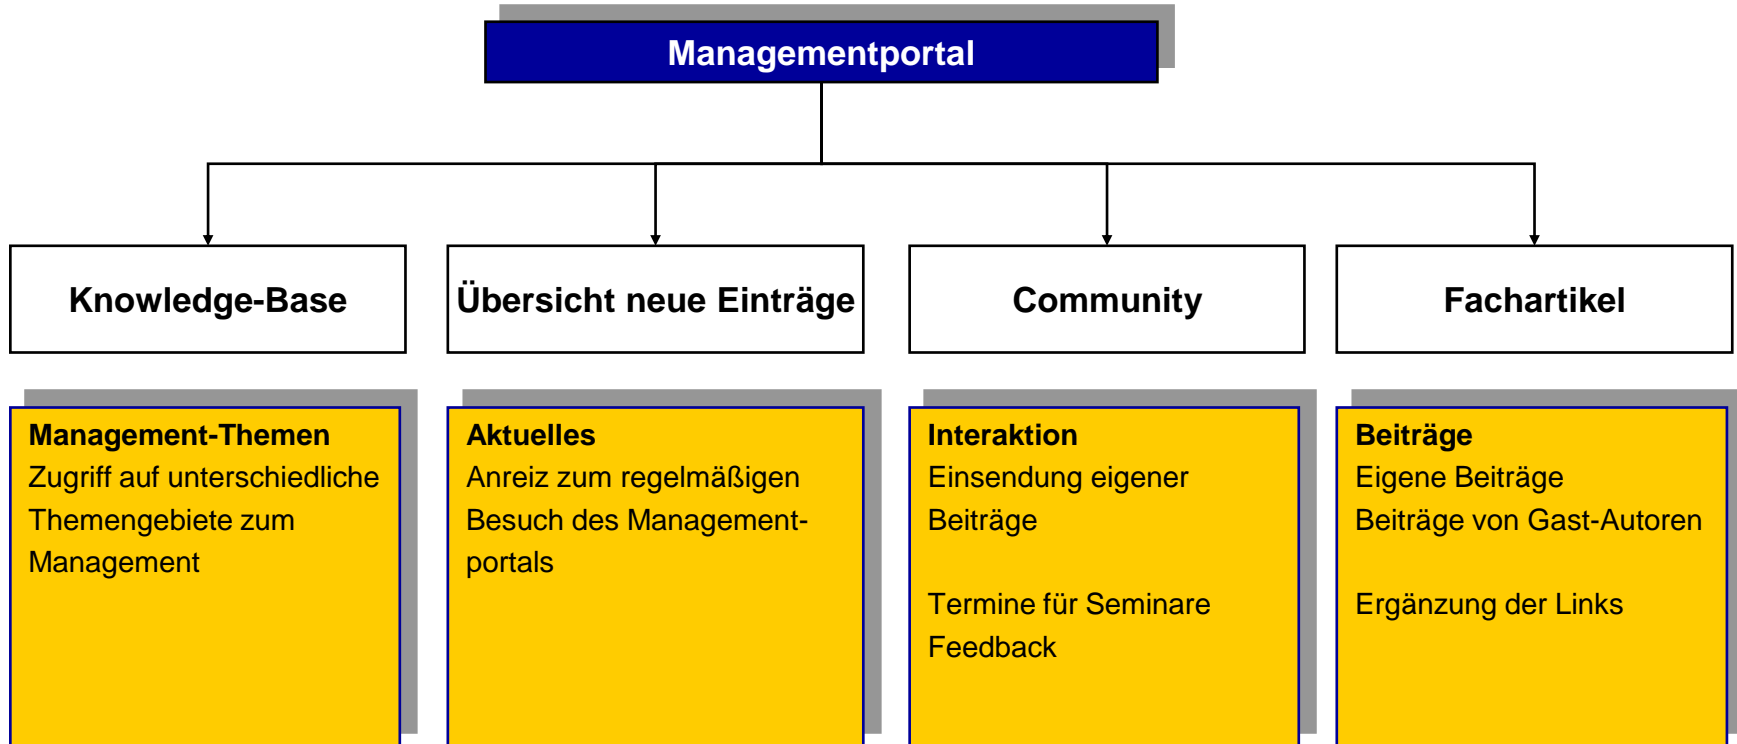 Managementportal
Knowledge-Base
Übersicht neue Einträge
Community
Fachartikel
Management-Themen
Zugriff auf unterschiedliche
Themengebiete zum
Management
Aktuelles
Anreiz zum regelmäßigen
Besuch des Management-
portals
Interaktion
Einsendung eigener
Beiträge
Termine für Seminare
Feedback
Beiträge
Eigene Beiträge
Beiträge von Gast-Autoren
Ergänzung der Links